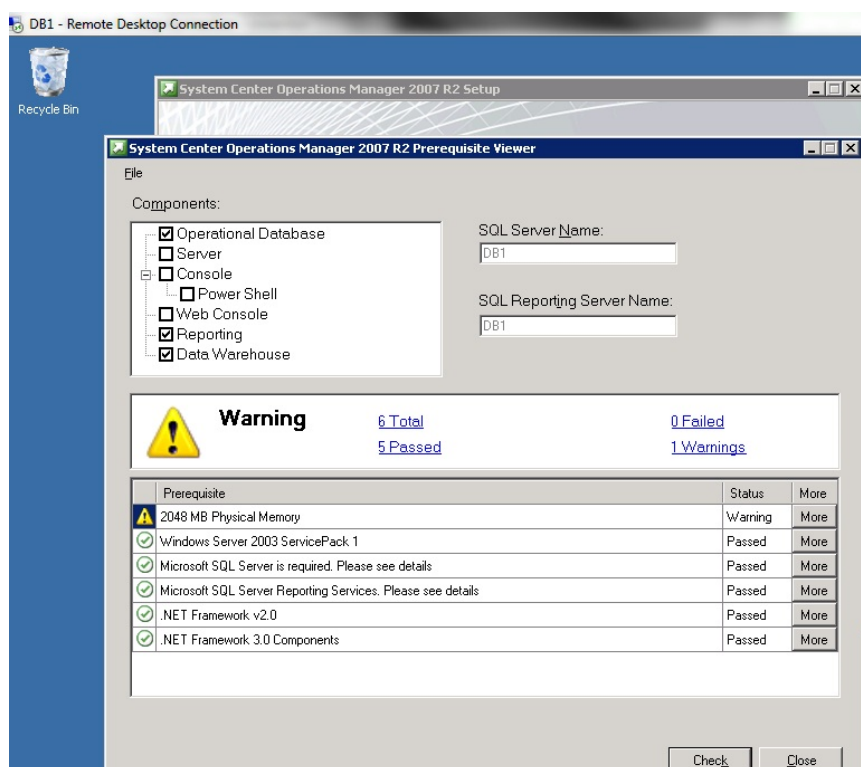 DB1 - Remote Desktop Connection
Recycle Bin
System Center Operations Manager 2007 R2 Setup
System Center Operations Manager 2007 R2 Prerequisite Viewer
File
Components:
Operational Database
Server
Console
Power Shell
Web Console
Reporting
Data Warehouse
SQL Server Name:
DB1
SQL Reporting Server Name:
DB1
Warning
6 Total
0 Failed
5 Passed
1 Warnings
Prerequisite Status More
2048 MB Physical Memory Warning More
Windows Server 2003 ServicePack 1 Passed More
Microsoft SQL Server is required. Please see details Passed More
Microsoft SQL Server Reporting Services. Please see details Passed More
.NET Framework v2.0 Passed More
.NET Framework 3.0 Components Passed More
Check Close